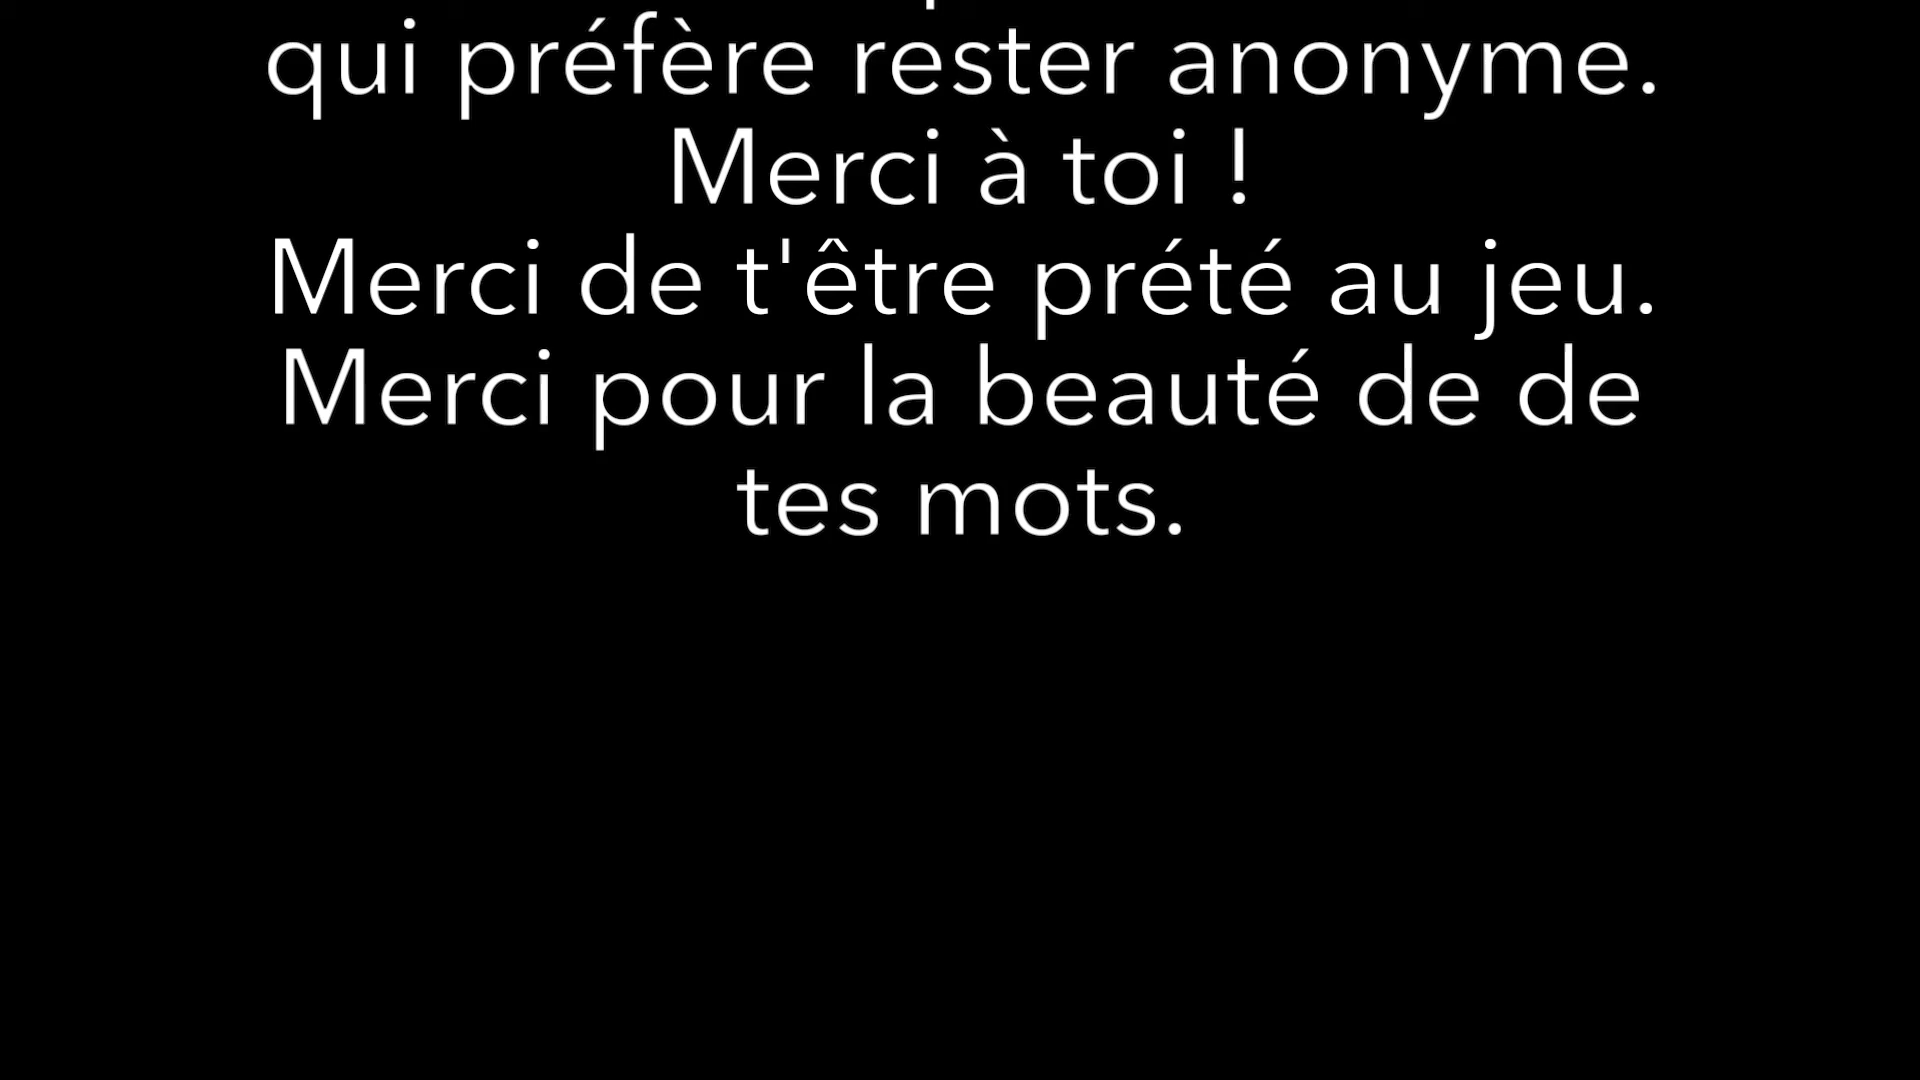 qui préfère rester anonyme.
Merci à toi !
Merci de t'être prété au jeu.
Merci pour la beauté de de
tes mots.